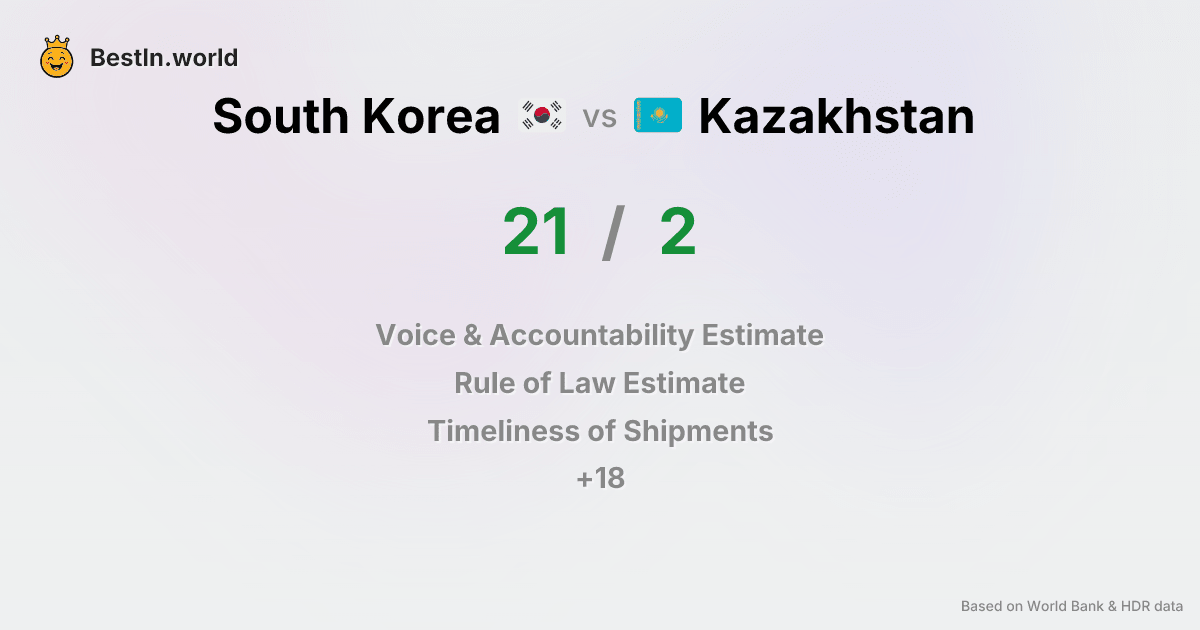 BestIn.world
South Korea vs Kazakhstan
21 / 2
Voice & Accountability Estimate
Rule of Law Estimate
Timeliness of Shipments
+18
Based on World Bank & HDR data